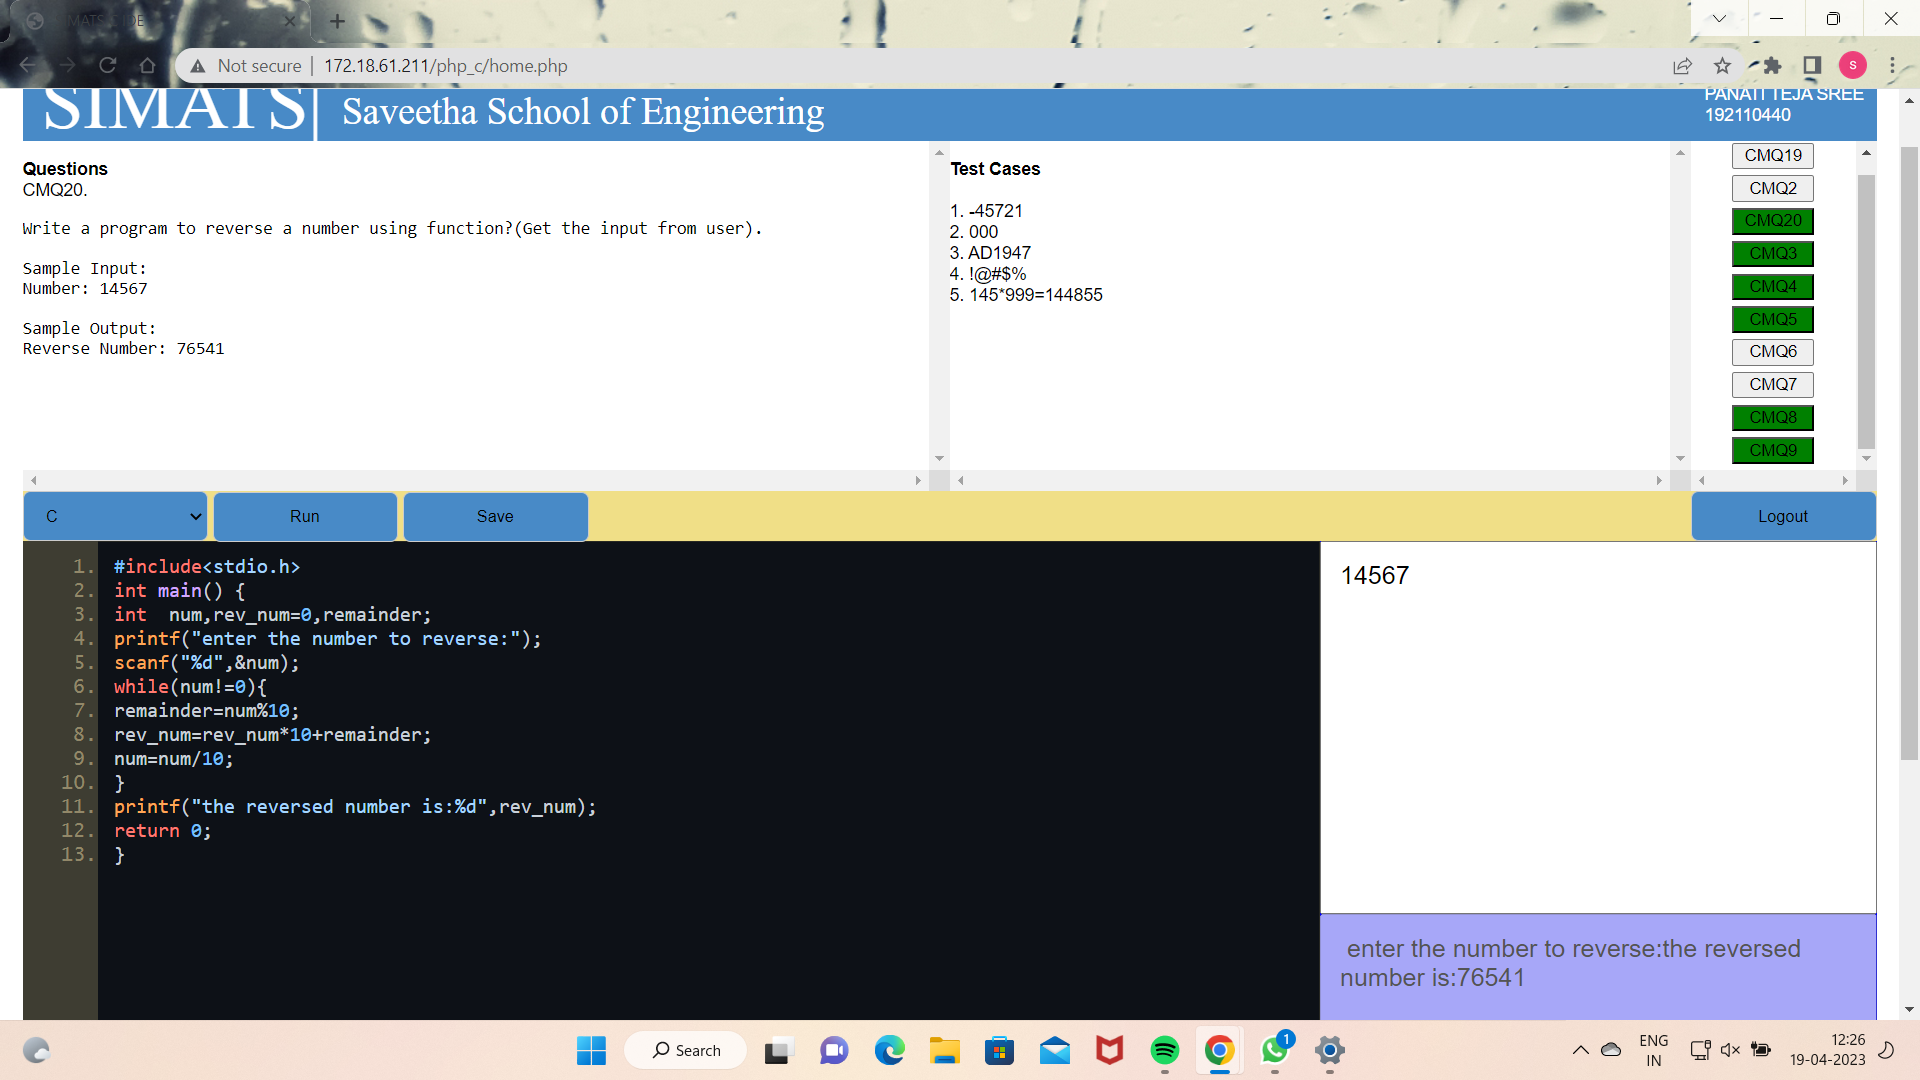 SIMATS IDE
Not secure
172.18.61.211/php_c/home.php
S
SIMATS
Saveetha School of Engineering
PANATI TEJA SREE
192110440
Questions
CMQ20.
Write a program to reverse a number using function?(Get the input from user).
Sample Input:
Number: 14567
Sample Output:
Reverse Number: 76541
Test Cases
1. -45721
2. 000
3. AD1947
4. !@#$%
5. 145*999=144855
CMQ19
CMQ2
CMQ20
CMQ3
CMQ4
CMQ5
CMQ6
CMQ7
CMQ8
CMQ9
C
Run
Save
Logout
1. #include<stdio.h>
2. int main() {
3. int  num,rev_num=0,remainder;
4. printf("enter the number to reverse:");
5. scanf("%d",&num);
6. while(num!=0){
7. remainder=num%10;
8. rev_num=rev_num*10+remainder;
9. num=num/10;
10. }
11. printf("the reversed number is:%d",rev_num);
12. return 0;
13. }
14567
enter the number to reverse:the reversed
number is:76541
Search
1
ENG
IN
12:26
19-04-2023